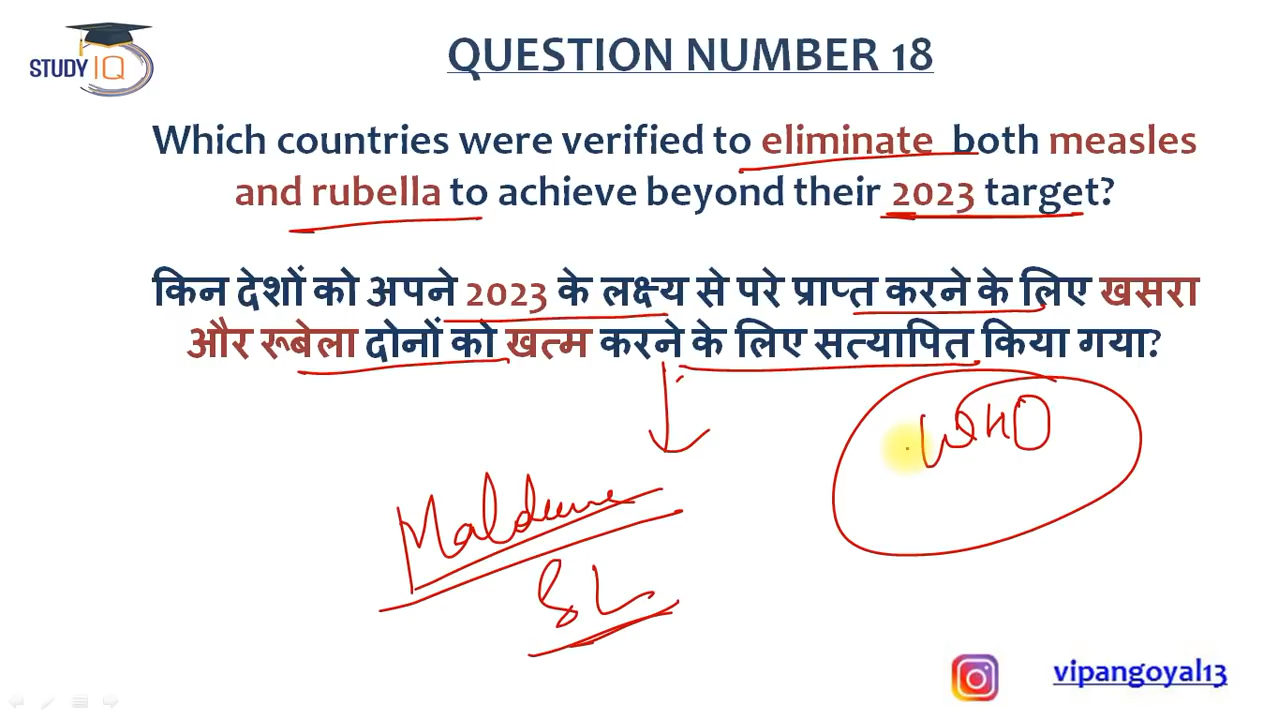 STUDY IQ
QUESTION NUMBER 18
Which countries were verified to eliminate both measles
and rubella to achieve beyond their 2023 target?
किन देशों को अपने 2023 के लक्ष्य से परे प्राप्त करने के लिए खसरा
और रूबेला दोनों को खत्म करने के लिए सत्यापित किया गया?
WHO
SL
vipangoyal13